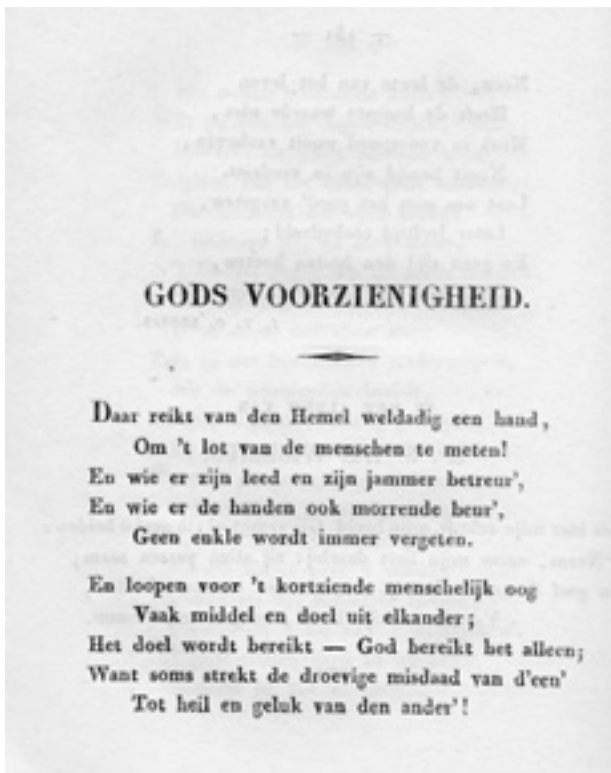 GODS VOORZIENIGHEID.
Daar reikt van den Hemel weldadig een hand,
Om 't lot van de menschen te meten!
En wie er zijn leed en zijn jammer betreur',
En wie er de handen ook morrende beur',
Geen enkle wordt immer vergeten.
En loopen voor 't kortziende menschelijk oog
Vaak middel en doel uit elkander;
Het doel wordt bereikt — God bereikt het alleen;
Want soms strekt de droevige misdaad van d'een'
Tot heil en geluk van den ander'!